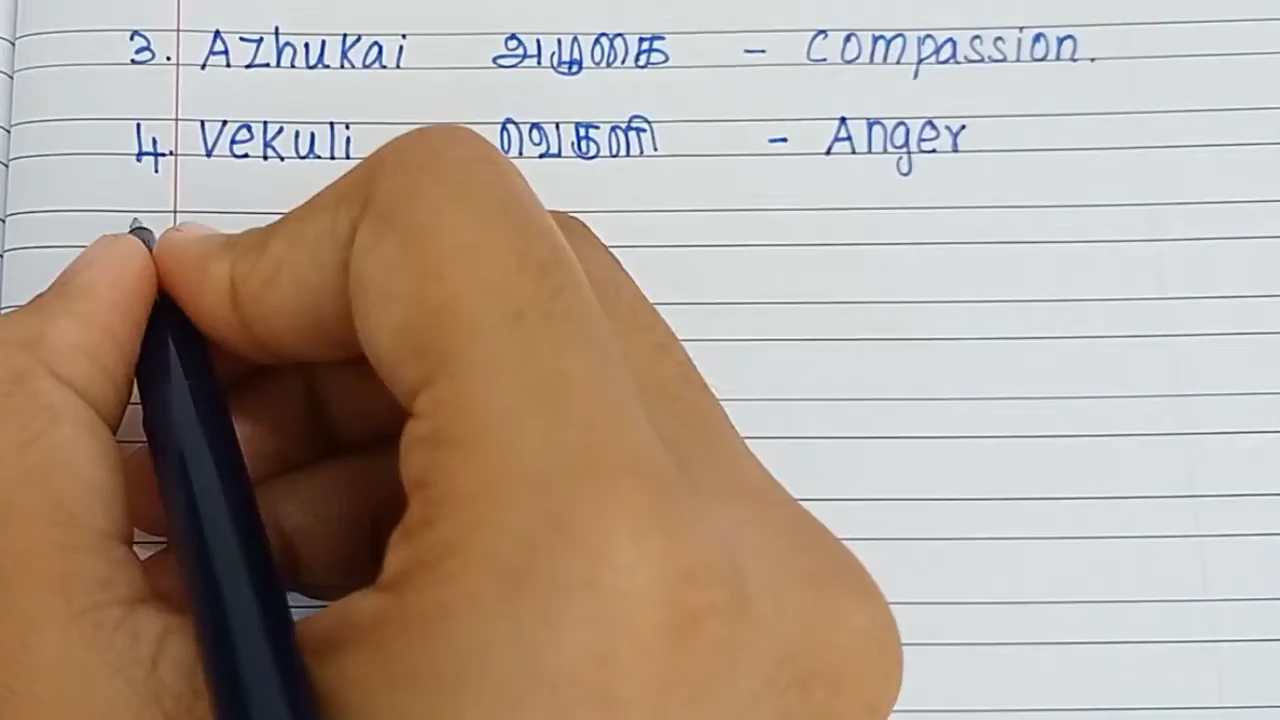 3. Azhukai அழுகை - Compassion.
4. Vekuli வெகுளி - Anger